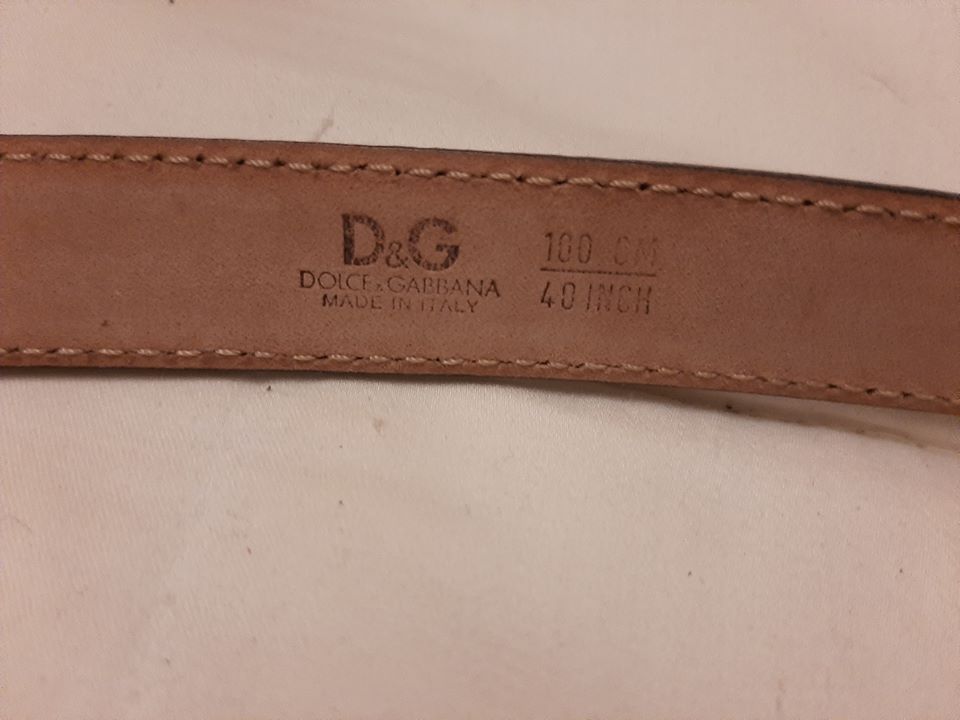 D&G
DOLCE & GABBANA
MADE IN ITALY
100 CM
40 INCH